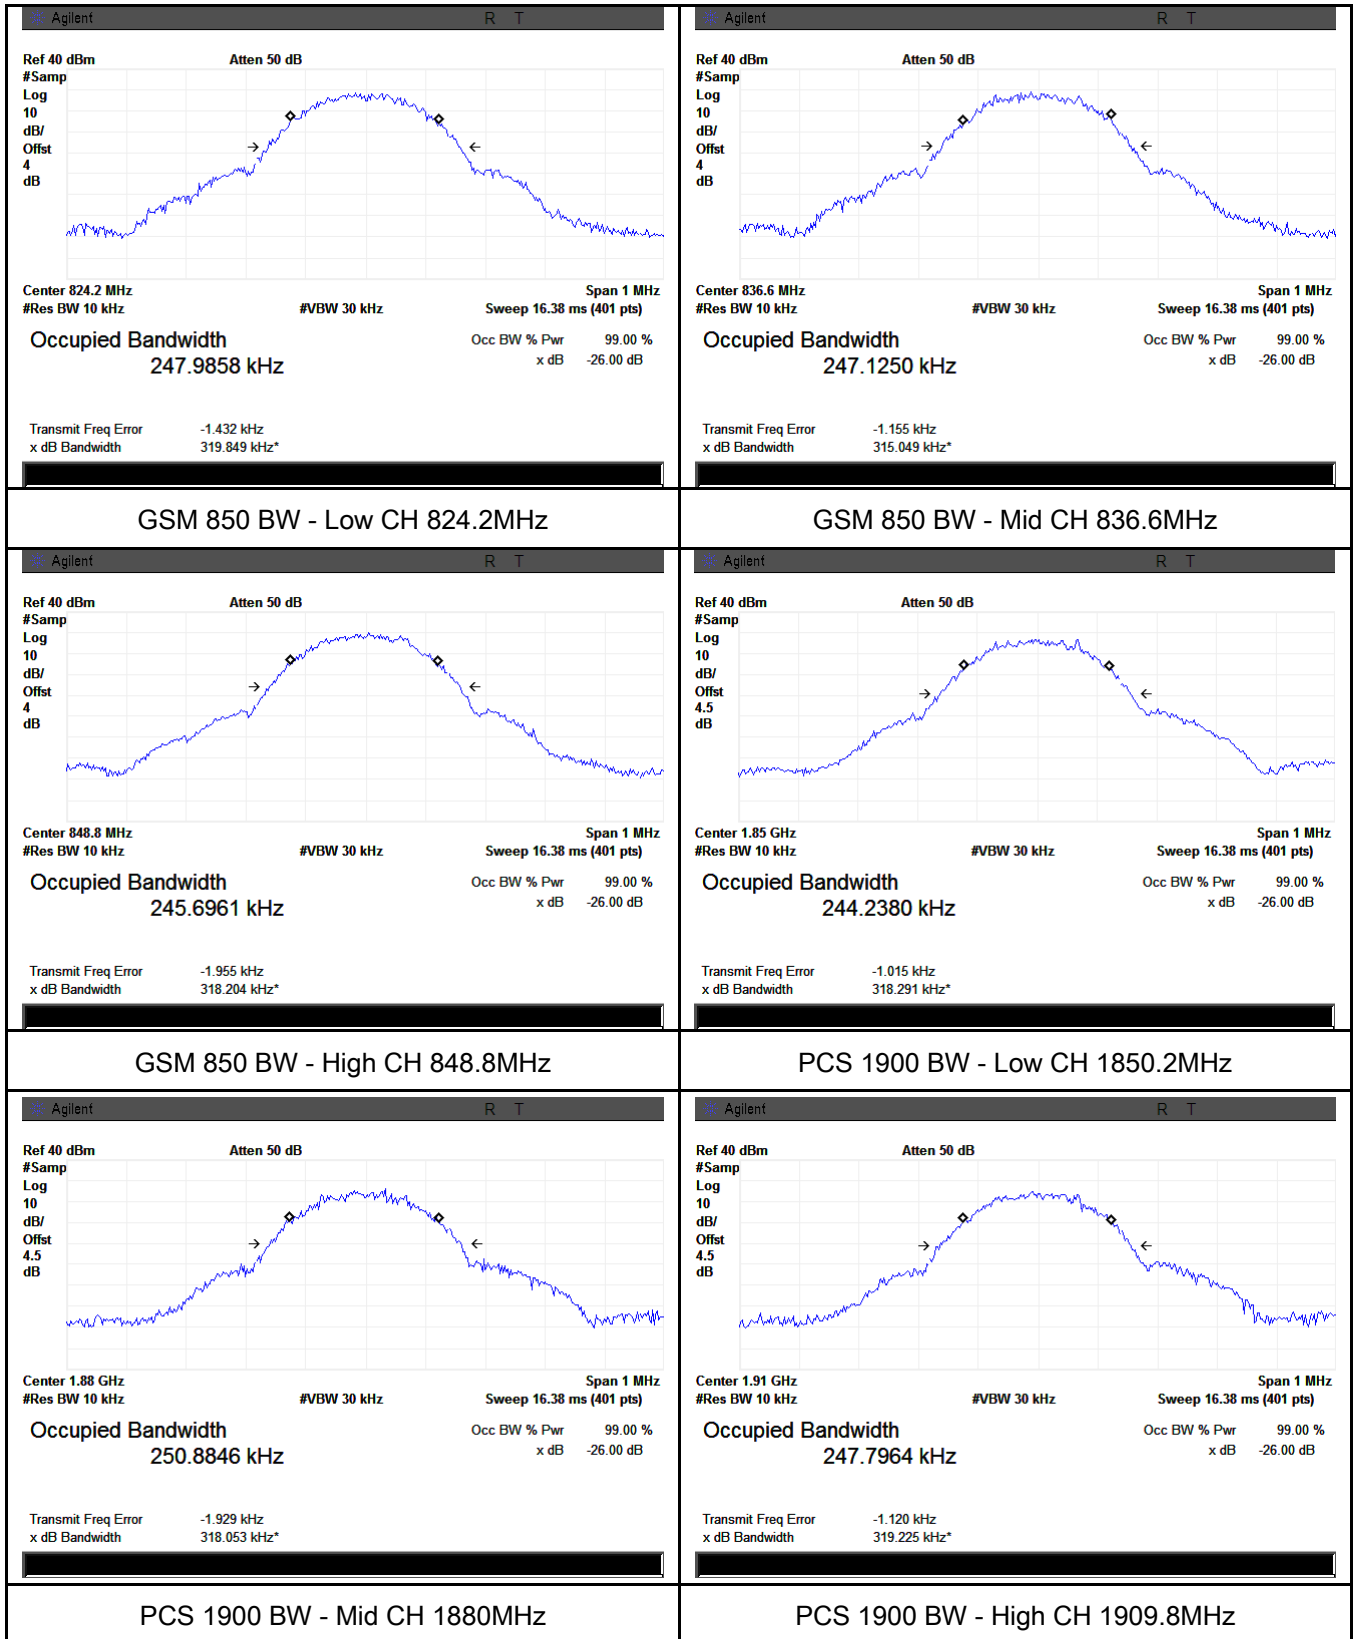 Agilent R T
Ref 40 dBm Atten 50 dB
#Samp
Log
10
dB/
Offst
4
dB
Center 824.2 MHz Span 1 MHz
#Res BW 10 kHz #VBW 30 kHz Sweep 16.38 ms (401 pts)
Occupied Bandwidth Occ BW % Pwr 99.00 %
247.9858 kHz x dB -26.00 dB
Transmit Freq Error -1.432 kHz
x dB Bandwidth 319.849 kHz*
GSM 850 BW - Low CH 824.2MHz
Agilent R T
Ref 40 dBm Atten 50 dB
#Samp
Log
10
dB/
Offst
4
dB
Center 836.6 MHz Span 1 MHz
#Res BW 10 kHz #VBW 30 kHz Sweep 16.38 ms (401 pts)
Occupied Bandwidth Occ BW % Pwr 99.00 %
247.1250 kHz x dB -26.00 dB
Transmit Freq Error -1.155 kHz
x dB Bandwidth 315.049 kHz*
GSM 850 BW - Mid CH 836.6MHz
Agilent R T
Ref 40 dBm Atten 50 dB
#Samp
Log
10
dB/
Offst
4
dB
Center 848.8 MHz Span 1 MHz
#Res BW 10 kHz #VBW 30 kHz Sweep 16.38 ms (401 pts)
Occupied Bandwidth Occ BW % Pwr 99.00 %
245.6961 kHz x dB -26.00 dB
Transmit Freq Error -1.955 kHz
x dB Bandwidth 318.204 kHz*
GSM 850 BW - High CH 848.8MHz
Agilent R T
Ref 40 dBm Atten 50 dB
#Samp
Log
10
dB/
Offst
4.5
dB
Center 1.85 GHz Span 1 MHz
#Res BW 10 kHz #VBW 30 kHz Sweep 16.38 ms (401 pts)
Occupied Bandwidth Occ BW % Pwr 99.00 %
244.2380 kHz x dB -26.00 dB
Transmit Freq Error -1.015 kHz
x dB Bandwidth 318.291 kHz*
PCS 1900 BW - Low CH 1850.2MHz
Agilent R T
Ref 40 dBm Atten 50 dB
#Samp
Log
10
dB/
Offst
4.5
dB
Center 1.88 GHz Span 1 MHz
#Res BW 10 kHz #VBW 30 kHz Sweep 16.38 ms (401 pts)
Occupied Bandwidth Occ BW % Pwr 99.00 %
250.8846 kHz x dB -26.00 dB
Transmit Freq Error -1.929 kHz
x dB Bandwidth 318.053 kHz*
PCS 1900 BW - Mid CH 1880MHz
Agilent R T
Ref 40 dBm Atten 50 dB
#Samp
Log
10
dB/
Offst
4.5
dB
Center 1.91 GHz Span 1 MHz
#Res BW 10 kHz #VBW 30 kHz Sweep 16.38 ms (401 pts)
Occupied Bandwidth Occ BW % Pwr 99.00 %
247.7964 kHz x dB -26.00 dB
Transmit Freq Error -1.120 kHz
x dB Bandwidth 319.225 kHz*
PCS 1900 BW - High CH 1909.8MHz